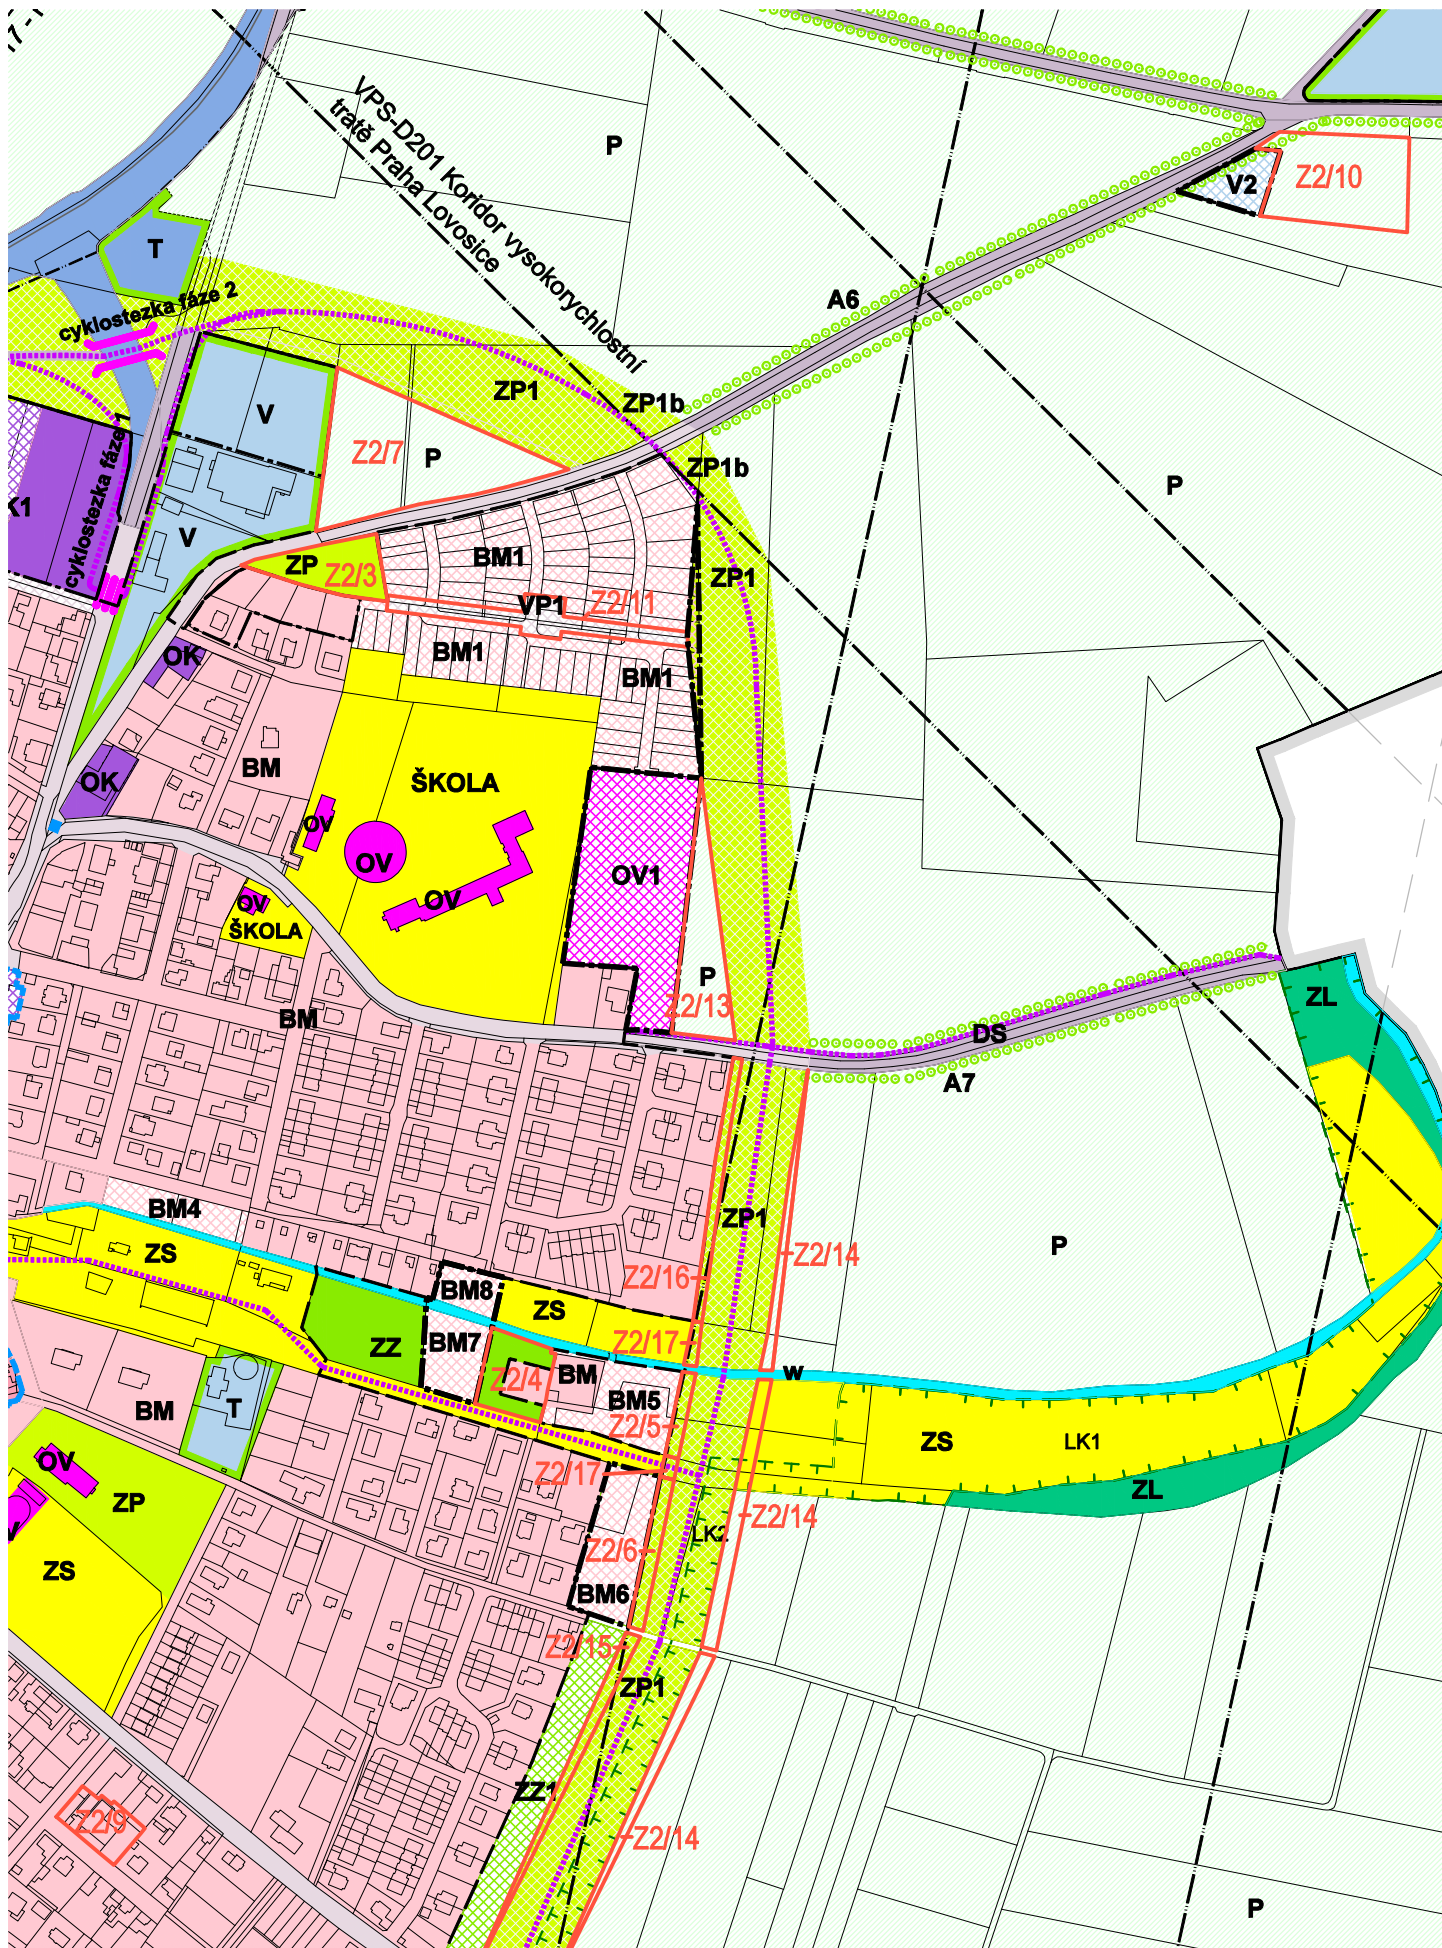 17 -
VPS-D201 Koridor vysokorychlostní
tratě Praha Lovosice
P
V2
Z2/10
T
cyklostezka fáze 2
A6
ZP1
ZP1b
V
Z2/7
P
ZP1b
P
K1
cyklostezka fáze 1
V
ZP
Z2/3
BM1
ZP1
VP1
Z2/11
OK
BM1
BM1
BM
OK
ŠKOLA
OV
OV
OV1
OV
OV
ŠKOLA
P
Z2/13
ZL
BM
DS
A7
BM4
ZP1
ZS
P
Z2/14
Z2/16
BM8
ZS
BM7
Z2/17
ZZ
Z2/4
BM
W
BM5
T
BM
Z2/5
ZS
LK1
OV
Z2/17
ZL
ZP
Z2/14
V
LK2
Z2/6
ZS
BM6
Z2/15
ZP1
ZZ1
Z2/9
Z2/14
P